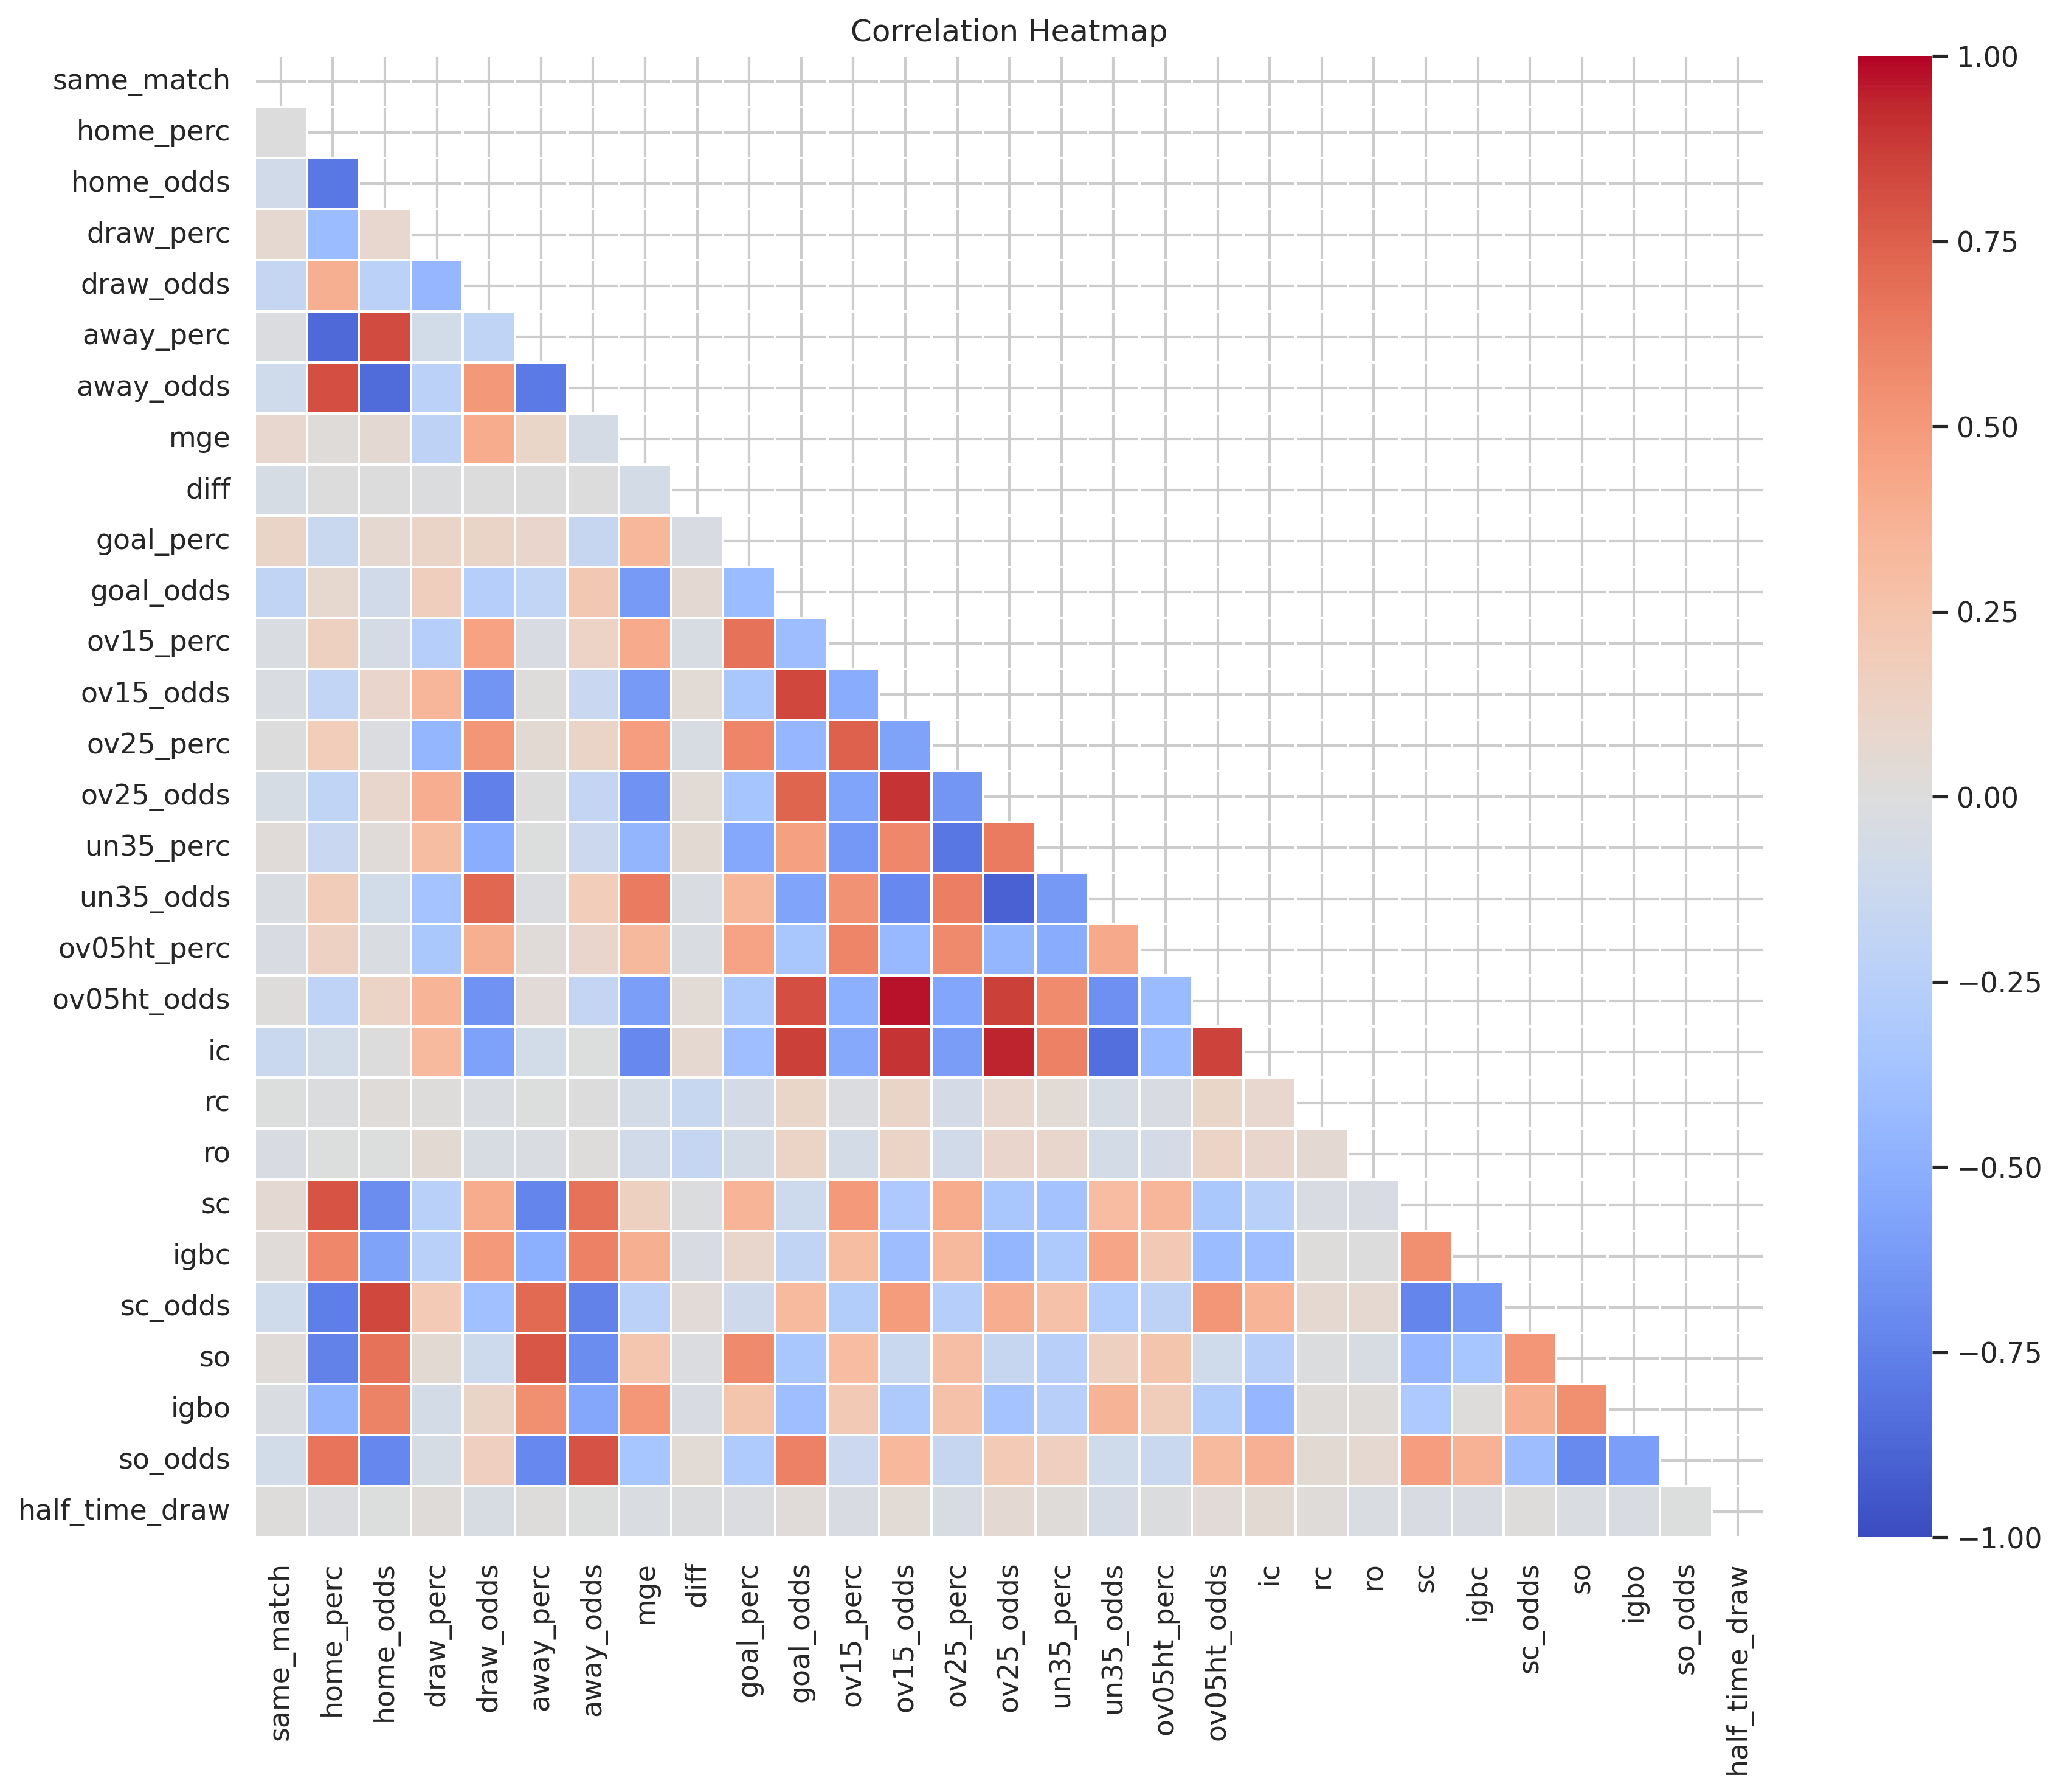 Correlation Heatmap
same_match
home_perc
home_odds
draw_perc
draw_odds
away_perc
away_odds
mge
diff
goal_perc
goal_odds
ov15_perc
ov15_odds
ov25_perc
ov25_odds
un35_perc
un35_odds
ov05ht_perc
ov05ht_odds
ic
rc
ro
sc
igbc
sc_odds
so
igbo
so_odds
half_time_draw
same_match
home_perc
home_odds
draw_perc
draw_odds
away_perc
away_odds
mge
diff
goal_perc
goal_odds
ov15_perc
ov15_odds
ov25_perc
ov25_odds
un35_perc
un35_odds
ov05ht_perc
ov05ht_odds
ic
rc
ro
sc
igbc
sc_odds
so
igbo
so_odds
half_time_draw
1.00
0.75
0.50
0.25
0.00
−0.25
−0.50
−0.75
−1.00